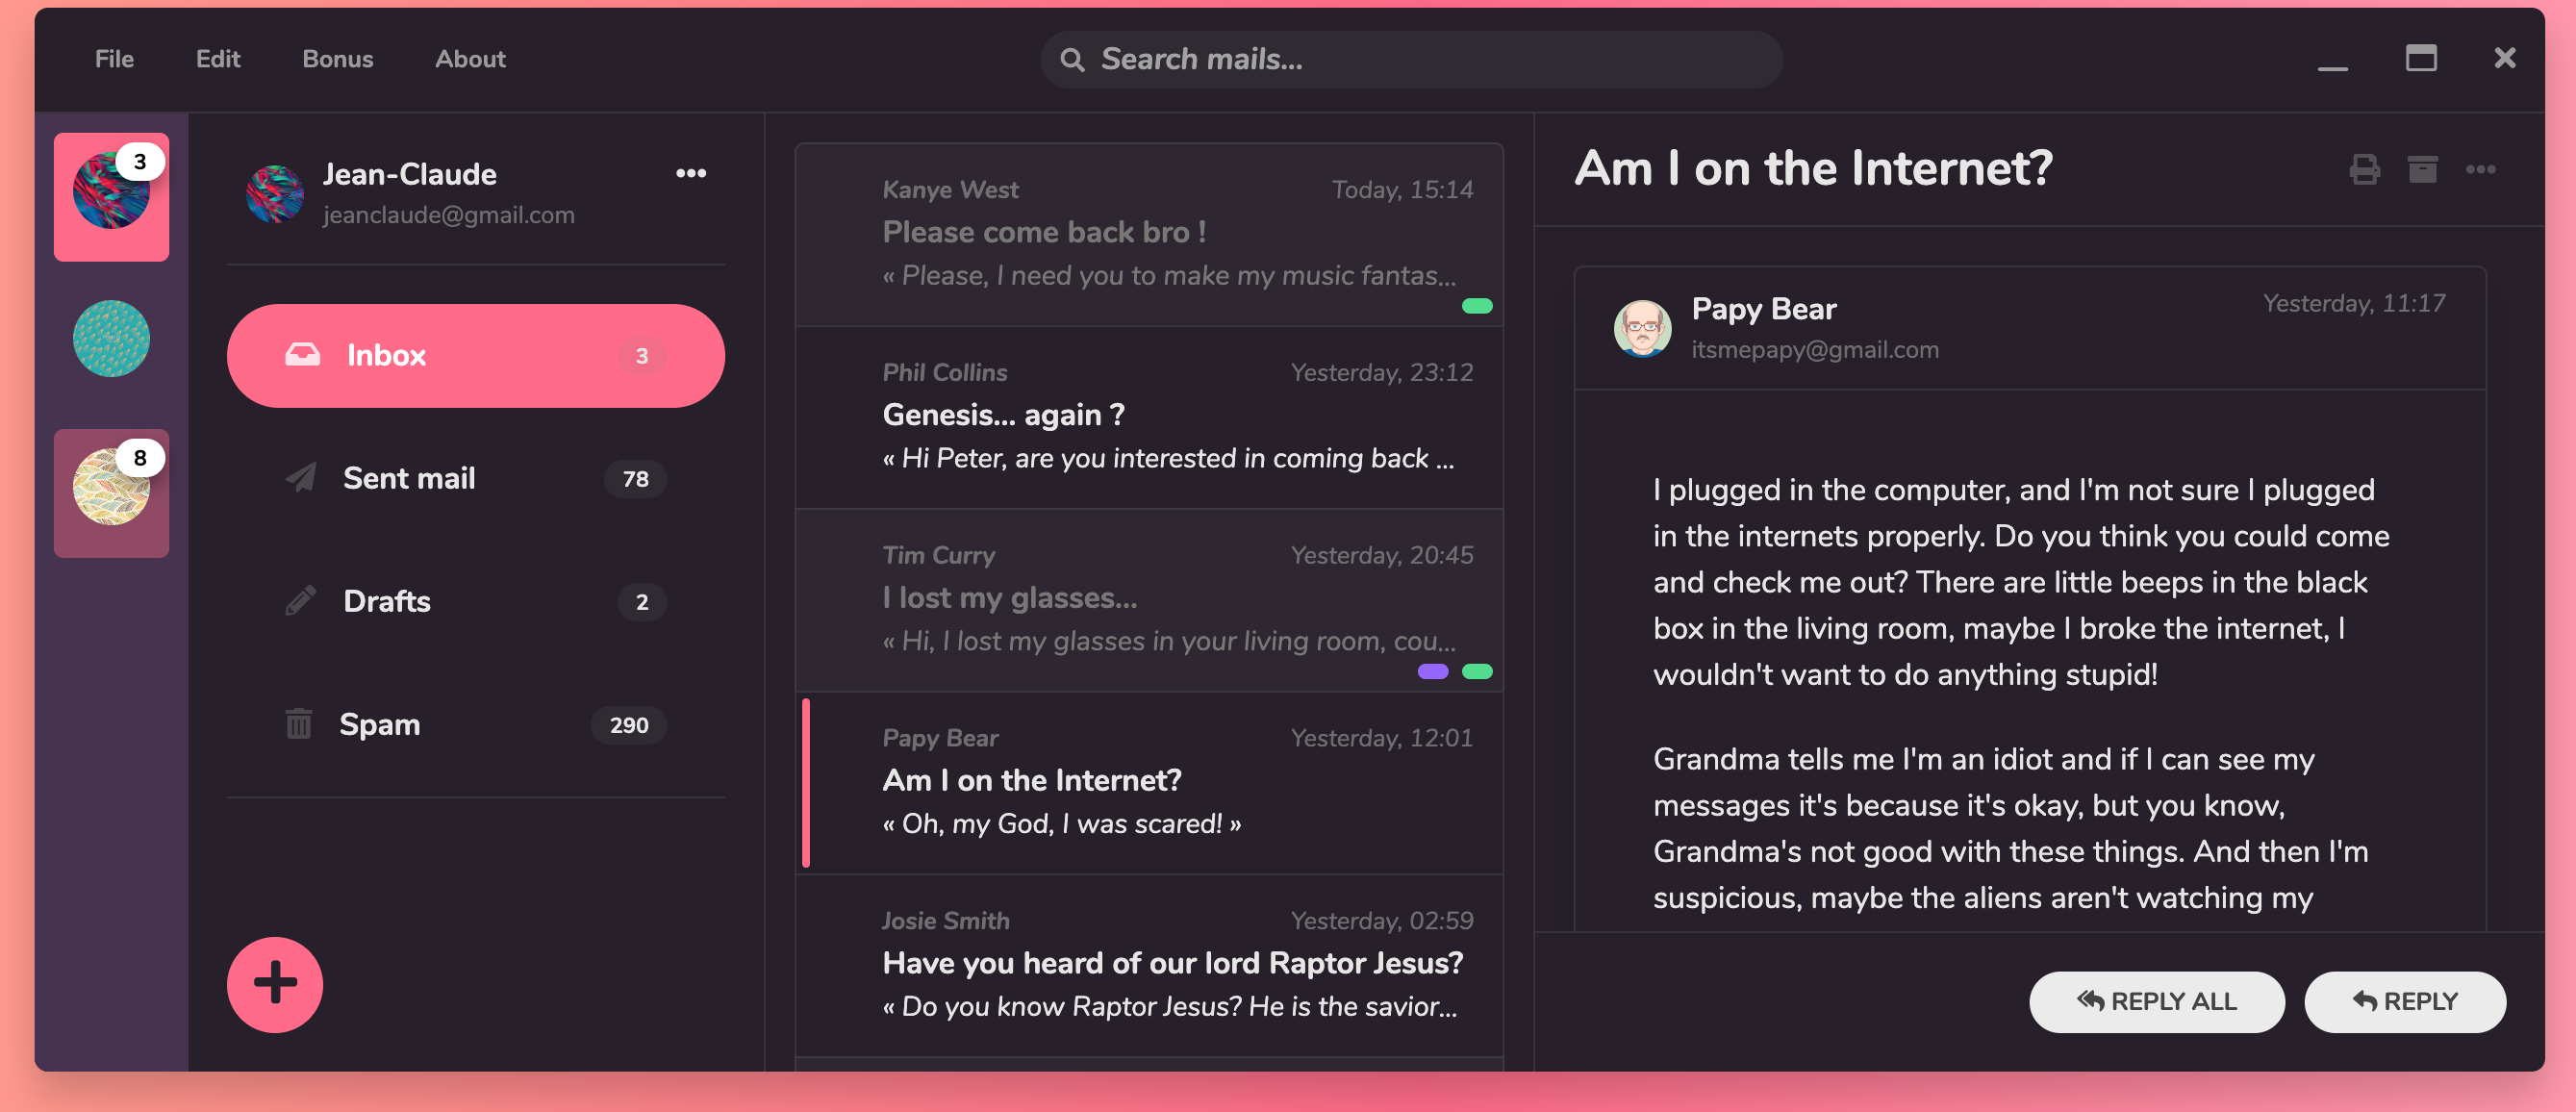 File Edit Bonus About
Search mails...
3
8
Jean-Claude
jeanclaude@gmail.com
Inbox 3
Sent mail 78
Drafts 2
Spam 290
Kanye West Today, 15:14
Please come back bro !
« Please, I need you to make my music fantas...
Phil Collins Yesterday, 23:12
Genesis... again ?
« Hi Peter, are you interested in coming back ...
Tim Curry Yesterday, 20:45
I lost my glasses...
« Hi, I lost my glasses in your living room, cou...
Papy Bear Yesterday, 12:01
Am I on the Internet?
« Oh, my God, I was scared! »
Josie Smith Yesterday, 02:59
Have you heard of our lord Raptor Jesus?
« Do you know Raptor Jesus? He is the savior...
Am I on the Internet?
Papy Bear Yesterday, 11:17
itsmepapy@gmail.com
I plugged in the computer, and I'm not sure I plugged
in the internets properly. Do you think you could come
and check me out? There are little beeps in the black
box in the living room, maybe I broke the internet, I
wouldn't want to do anything stupid!
Grandma tells me I'm an idiot and if I can see my
messages it's because it's okay, but you know,
Grandma's not good with these things. And then I'm
suspicious, maybe the aliens aren't watching my
REPLY ALL REPLY